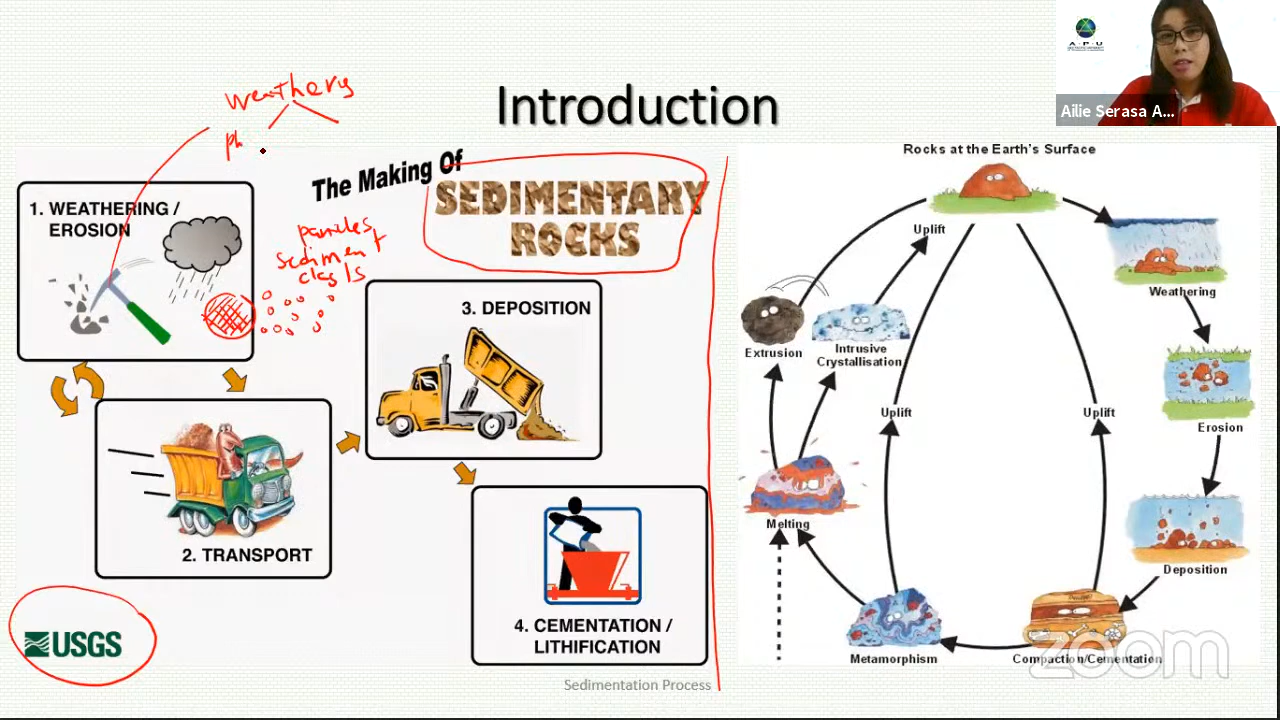 A · P · U
Ailie Serasa A...
Introduction
weathery
ph
The Making Of
SEDIMENTARY
ROCKS
1. WEATHERING /
EROSION
particles
sediment
clasts
3. DEPOSITION
2. TRANSPORT
4. CEMENTATION /
LITHIFICATION
USGS
Sedimentation Process
Rocks at the Earth's Surface
Uplift
Weathering
Extrusion
Intrusive
Crystallisation
Erosion
Uplift
Uplift
Melting
Deposition
Metamorphism
Compaction/Cementation
zoom